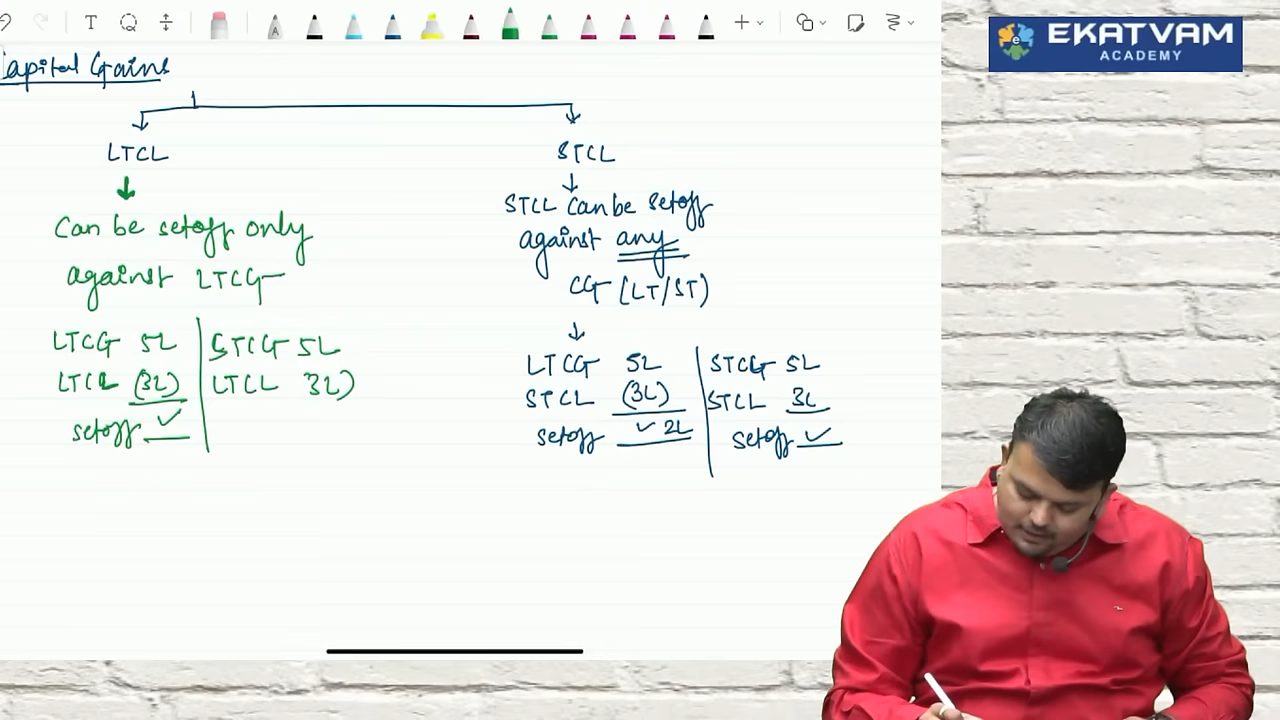 EKATVAM
ACADEMY
Capital Gains
LTCL
Can be setoff only
against LTCG
LTCG 5L
LTCL (3L)
setoff ✓
STCG 5L
LTCL 3L)
STCL
STCL can be setoff
against any
CG (LT/ST)
LTCG 5L
STCL (3L)
setoff ✓ 2L
STCG 5L
STCL 3L
setoff ✓